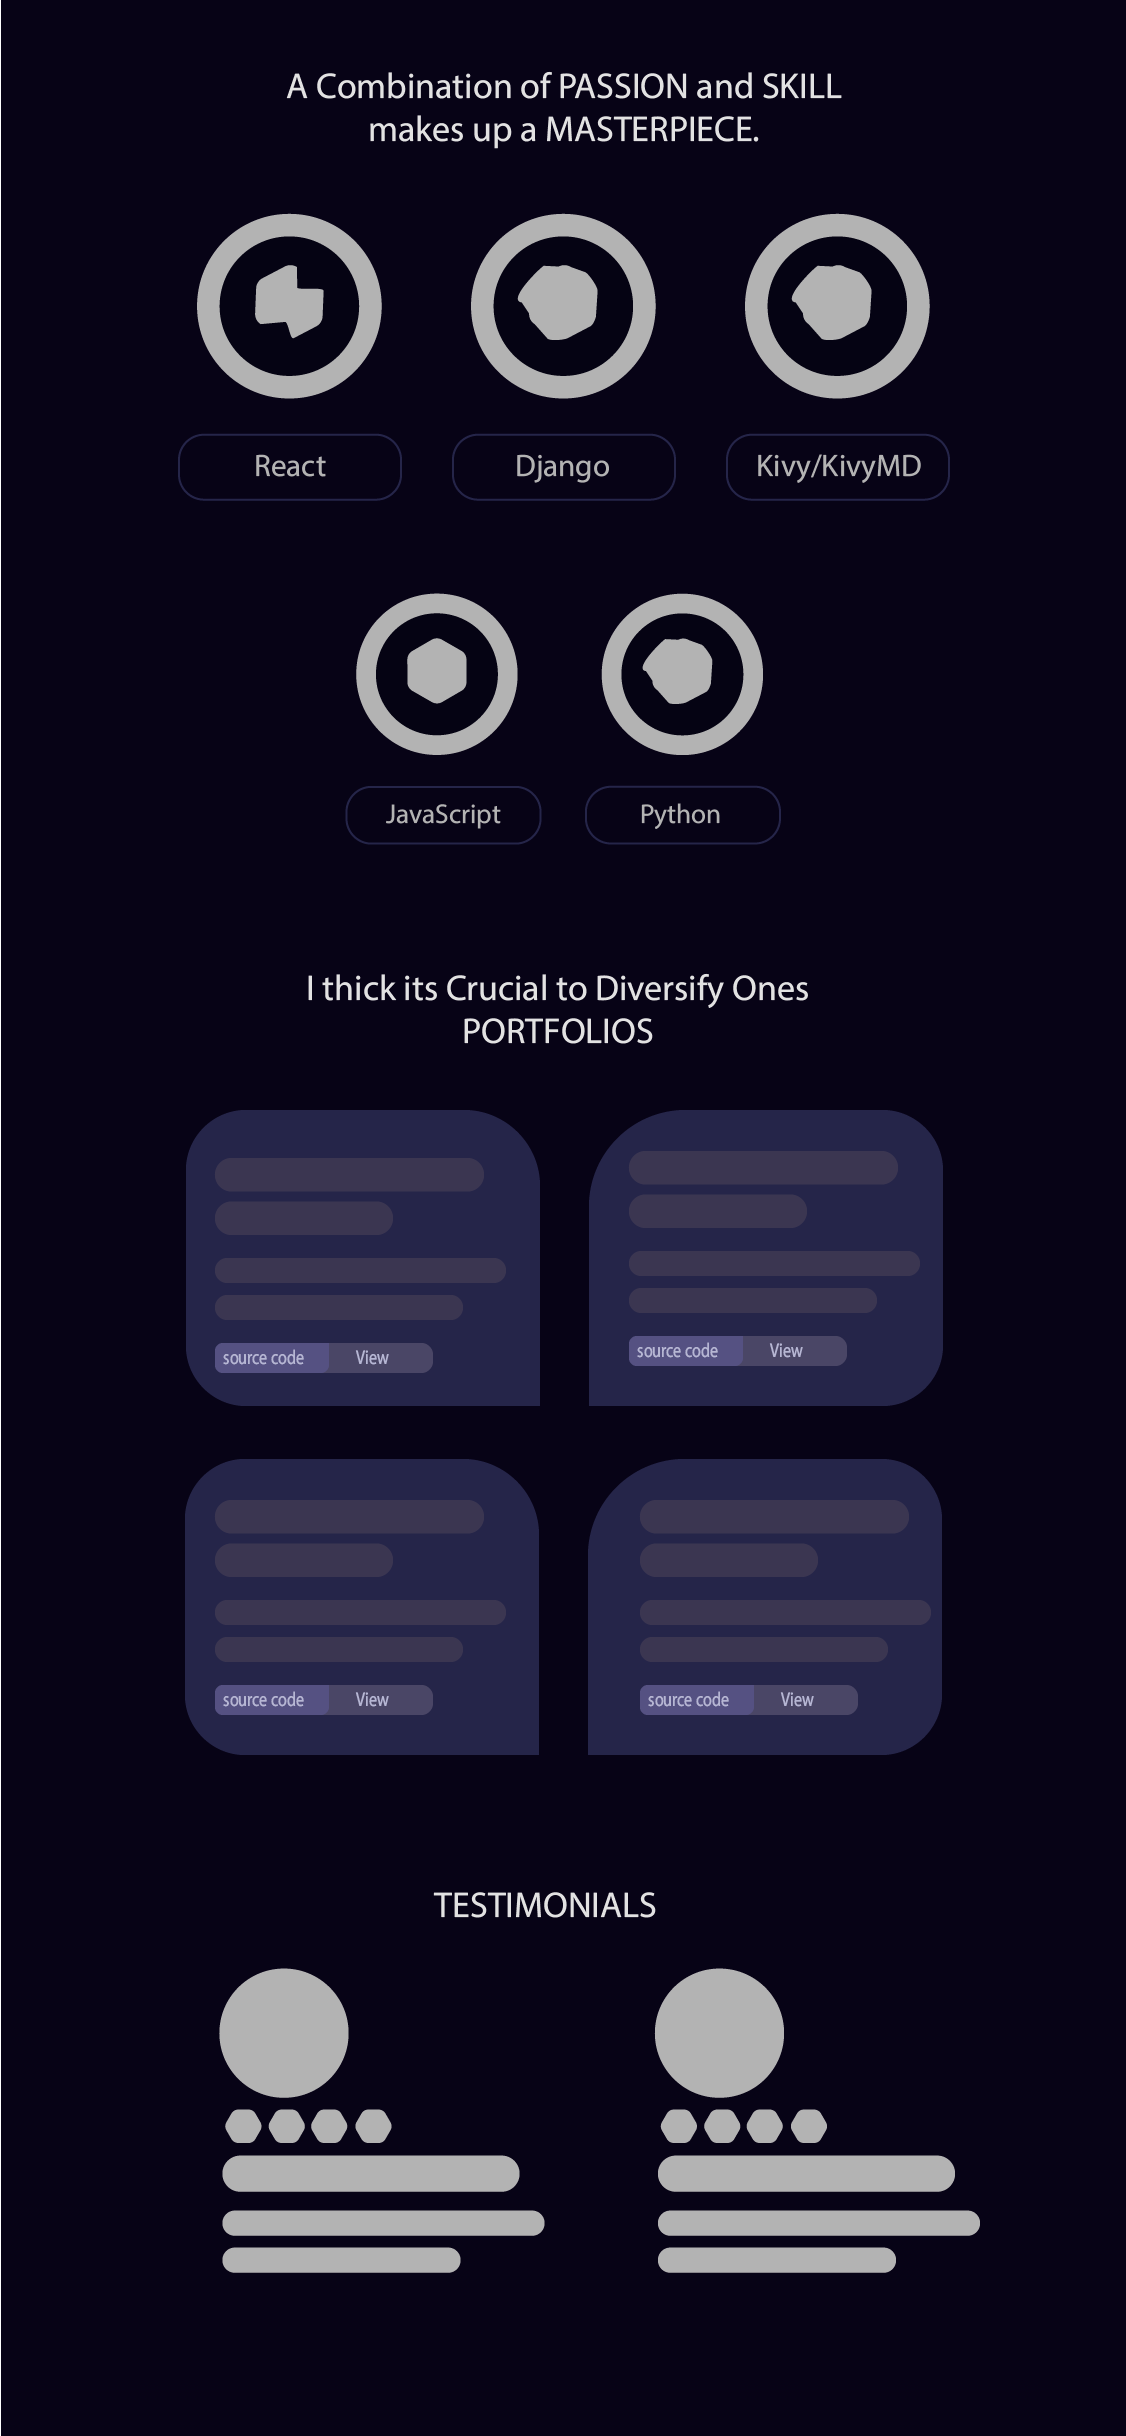 A Combination of PASSION and SKILL
makes up a MASTERPIECE.
React
Django
Kivy/KivyMD
JavaScript
Python
I thick its Crucial to Diversify Ones
PORTFOLIOS
source code
View
source code
View
source code
View
source code
View
TESTIMONIALS